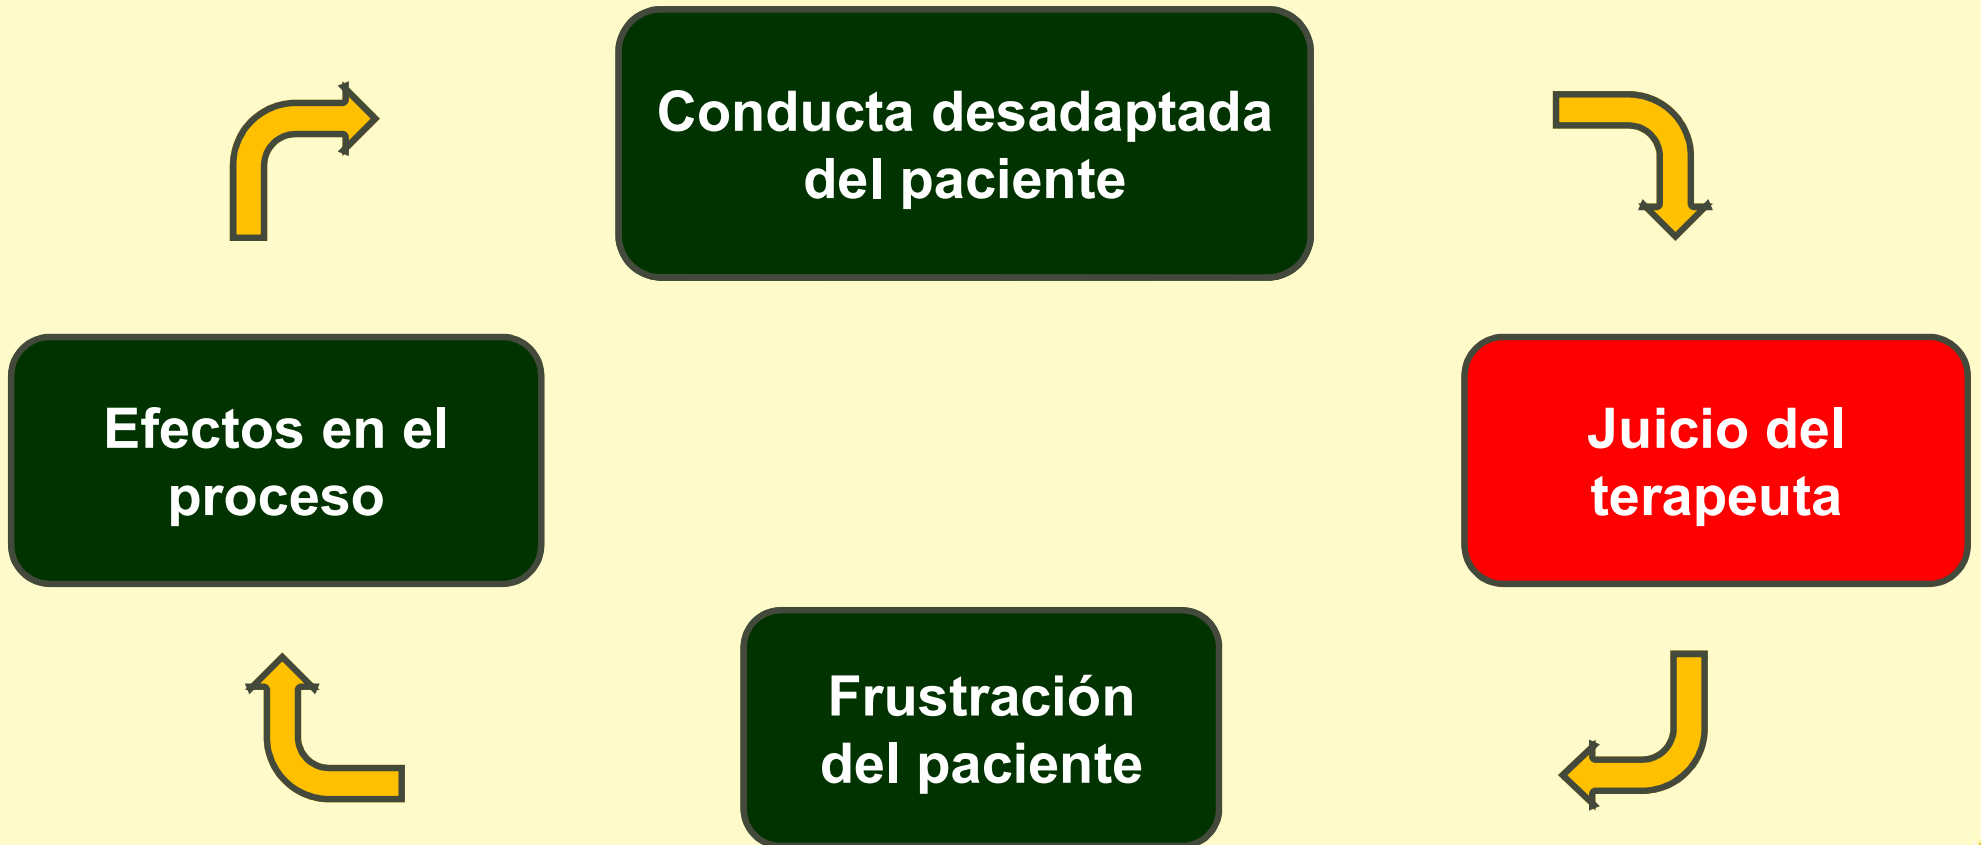 Conducta desadaptada
del paciente
Efectos en el
proceso
Juicio del
terapeuta
Frustración
del paciente